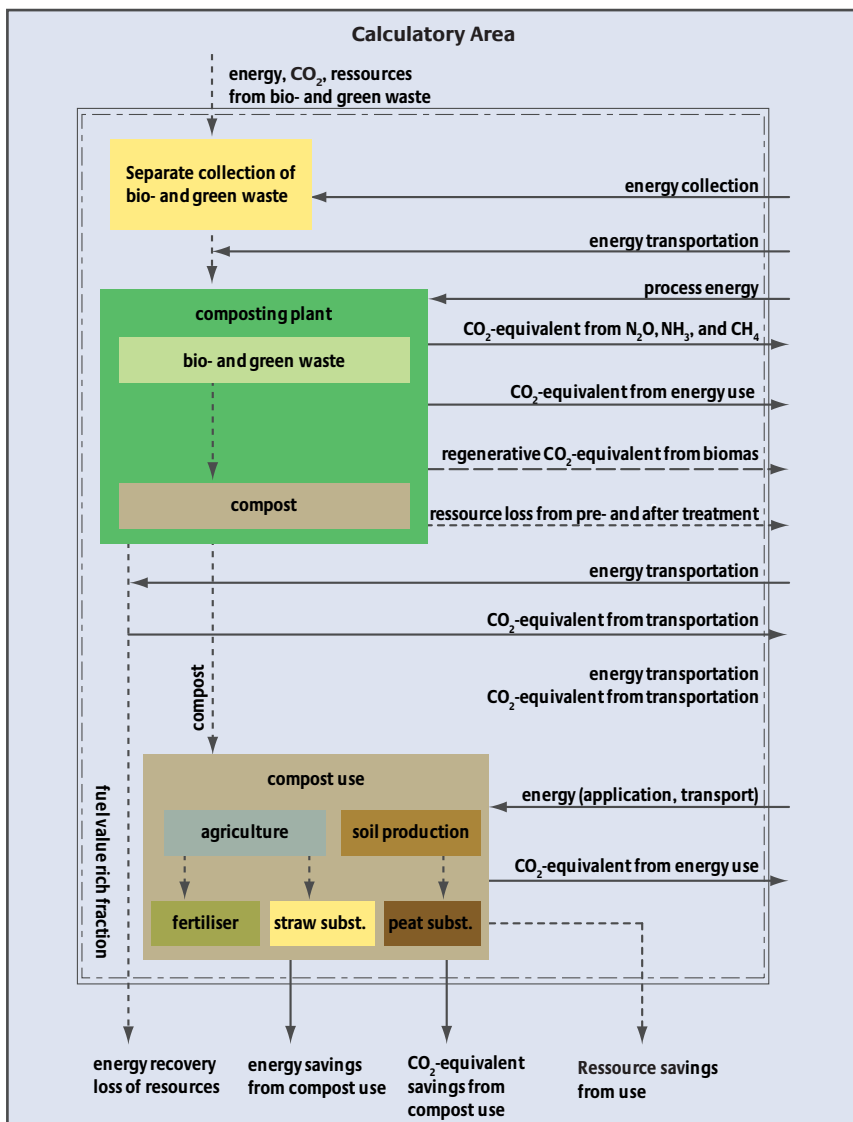 Calculatory Area
energy, CO₂, ressources
from bio- and green waste
Separate collection of
bio- and green waste
energy collection
energy transportation
process energy
composting plant
CO₂-equivalent from N₂O, NH₃, and CH₄
bio- and green waste
CO₂-equivalent from energy use
regenerative CO₂-equivalent from biomas
compost
ressource loss from pre- and after treatment
energy transportation
CO₂-equivalent from transportation
energy transportation
CO₂-equivalent from transportation
compost
compost use
energy (application, transport)
agriculture
soil production
CO₂-equivalent from energy use
fuel value rich fraction
fertiliser
straw subst.
peat subst.
energy recovery
loss of resources
energy savings
from compost use
CO₂-equivalent
savings from
compost use
Ressource savings
from use